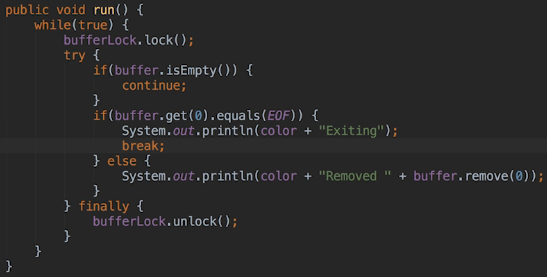 public void run() {
    while(true) {
        bufferLock.lock();
        try {
            if(buffer.isEmpty()) {
                continue;
            }
            if(buffer.get(0).equals(EOF)) {
                System.out.println(color + "Exiting");
                break;
            } else {
                System.out.println(color + "Removed " + buffer.remove(0));
            }
        } finally {
            bufferLock.unlock();
        }
    }
}